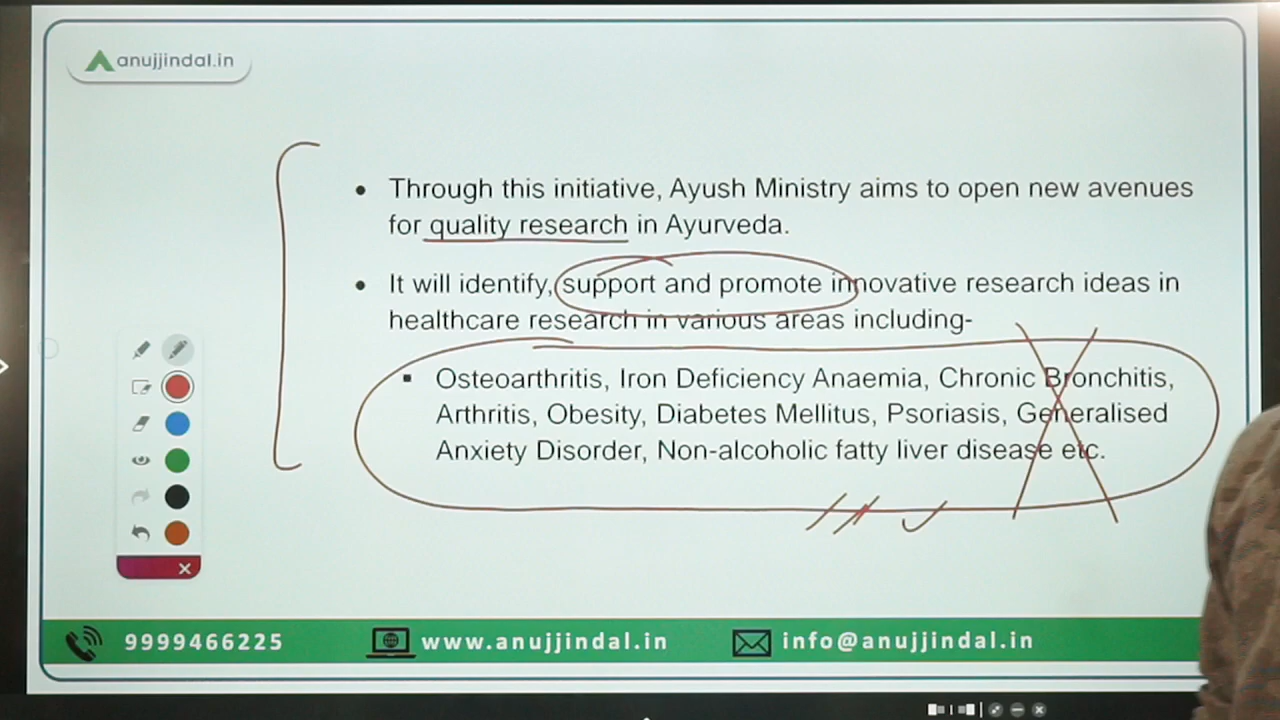 anujjindal.in
• Through this initiative, Ayush Ministry aims to open new avenues
for quality research in Ayurveda.
• It will identify, support and promote innovative research ideas in
healthcare research in various areas including-
▪ Osteoarthritis, Iron Deficiency Anaemia, Chronic Bronchitis,
Arthritis, Obesity, Diabetes Mellitus, Psoriasis, Generalised
Anxiety Disorder, Non-alcoholic fatty liver disease etc.
9999466225 www.anujjindal.in info@anujjindal.in